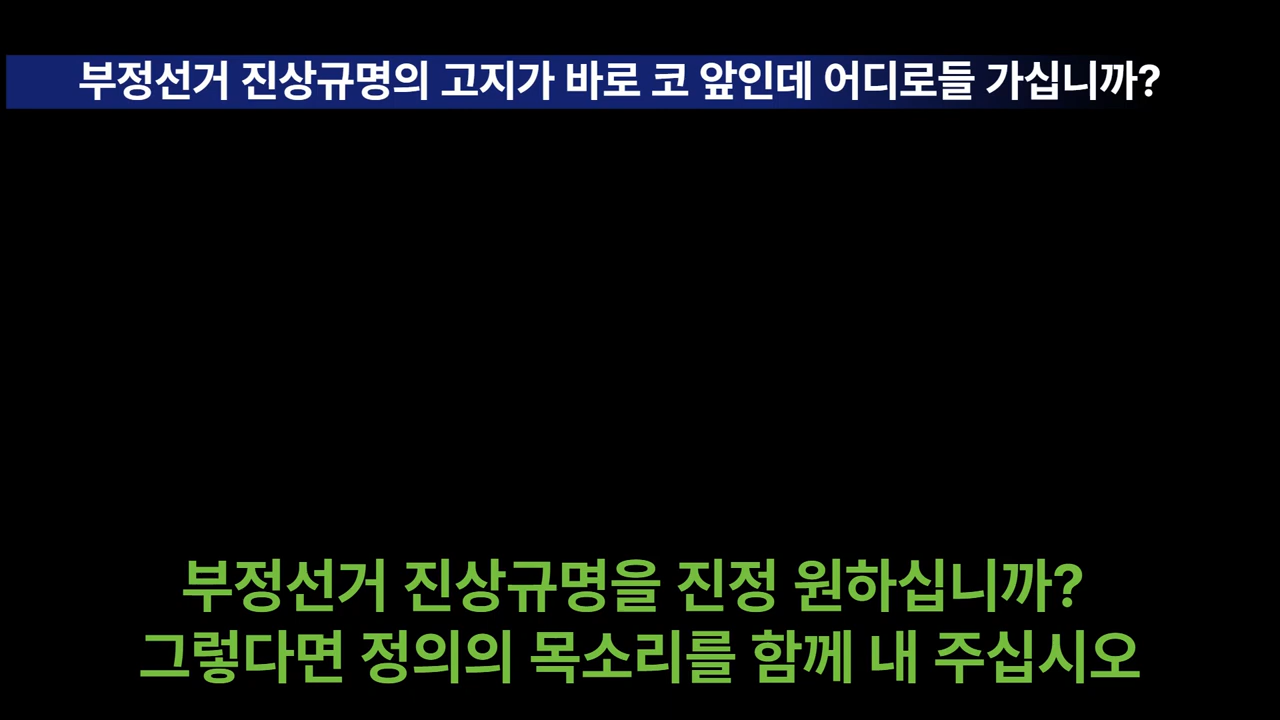 부정선거 진상규명의 고지가 바로 코 앞인데 어디로들 가십니까?
부정선거 진상규명을 진정 원하십니까?
그렇다면 정의의 목소리를 함께 내 주십시오